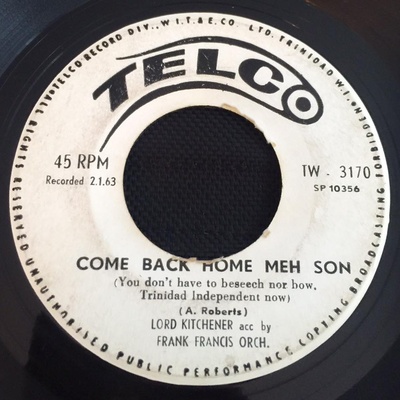 TELCO RECORD DIV., W.I.T. & E. CO LTD. TRINIDAD W.I.
ALL RIGHTS RESERVED UNAUTHORISED PUBLIC PERFORMANCE COPYING BROADCASTING FORBIDDEN
TELCO
45 RPM
Recorded 2.1.63
TW - 3170
SP 10356
COME BACK HOME MEH SON
(You don't have to beseech nor bow,
Trinidad Independent now)
(A. Roberts)
LORD KITCHENER acc by
FRANK FRANCIS ORCH.